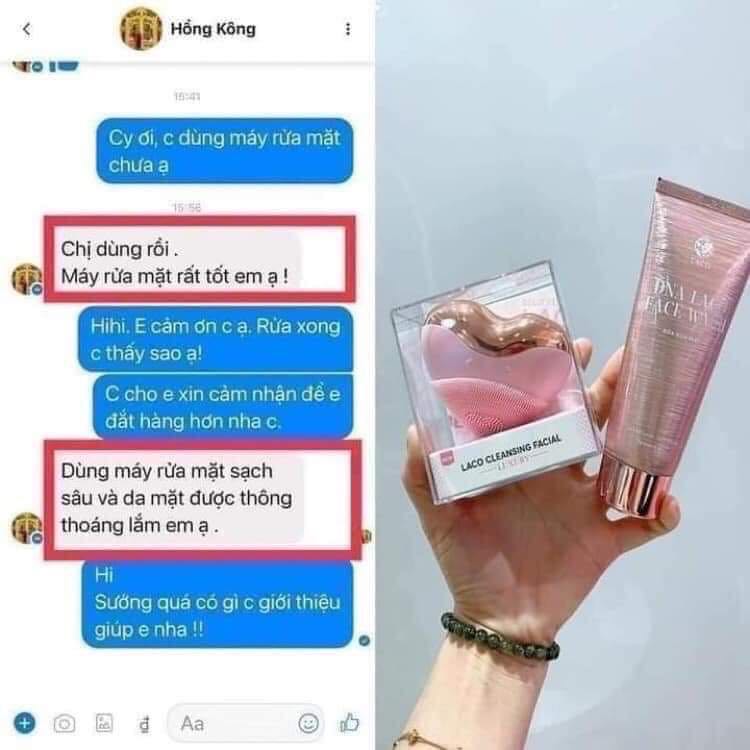 Hồng Kông
15:41
Cy ơi, c dùng máy rửa mặt
chưa ạ
15:56
Chị dùng rồi .
Máy rửa mặt rất tốt em ạ !
Hihi. E cảm ơn c ạ. Rửa xong
c thấy sao ạ!
C cho e xin cảm nhận để e
đắt hàng hơn nha c.
Dùng máy rửa mặt sạch
sâu và da mặt được thông
thoáng lắm em ạ .
Hi
Sướng quá có gì c giới thiệu
giúp e nha !!
đ
Aa
LACO CLEANSING FACIAL
LUXURY
DNA
FACE